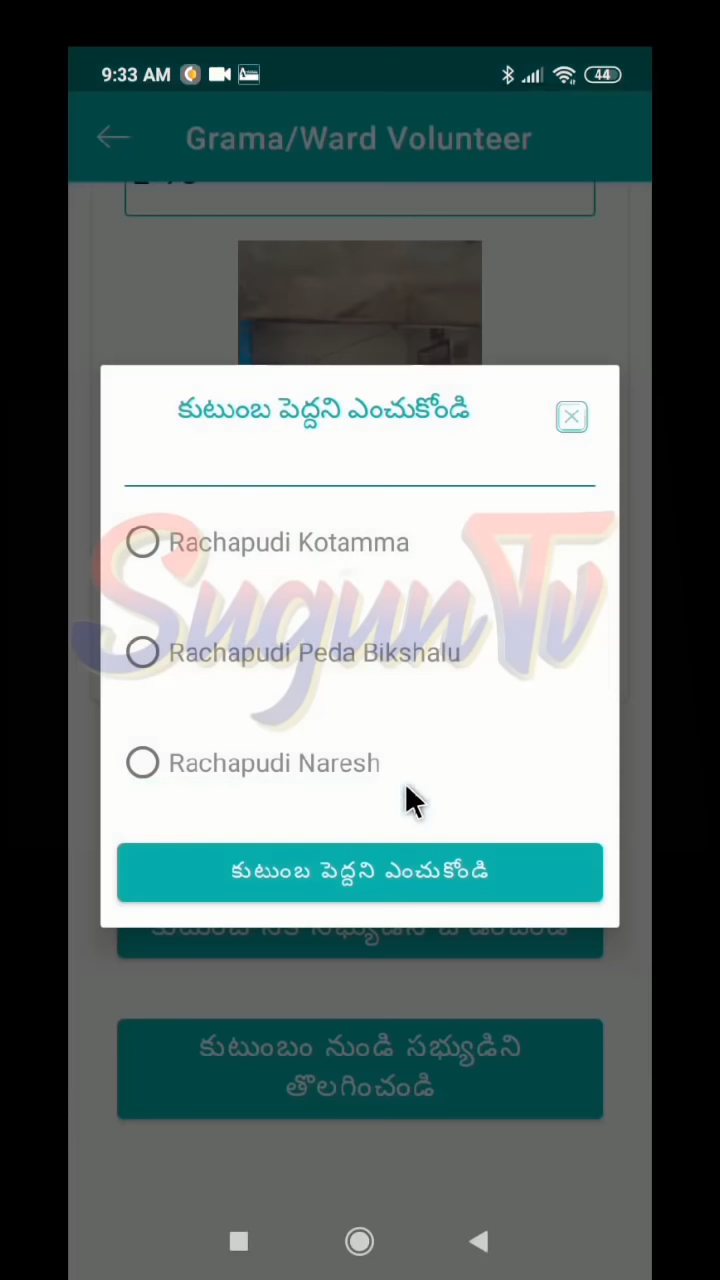 9:33 AM
44
Grama/Ward Volunteer
కుటుంబ పెద్దని ఎంచుకోండి
Rachapudi Kotamma
SugunTv
Rachapudi Peda Bikshalu
Rachapudi Naresh
కుటుంబ పెద్దని ఎంచుకోండి
కుటుంబం నుండి సభ్యుడిని
తొలగించండి